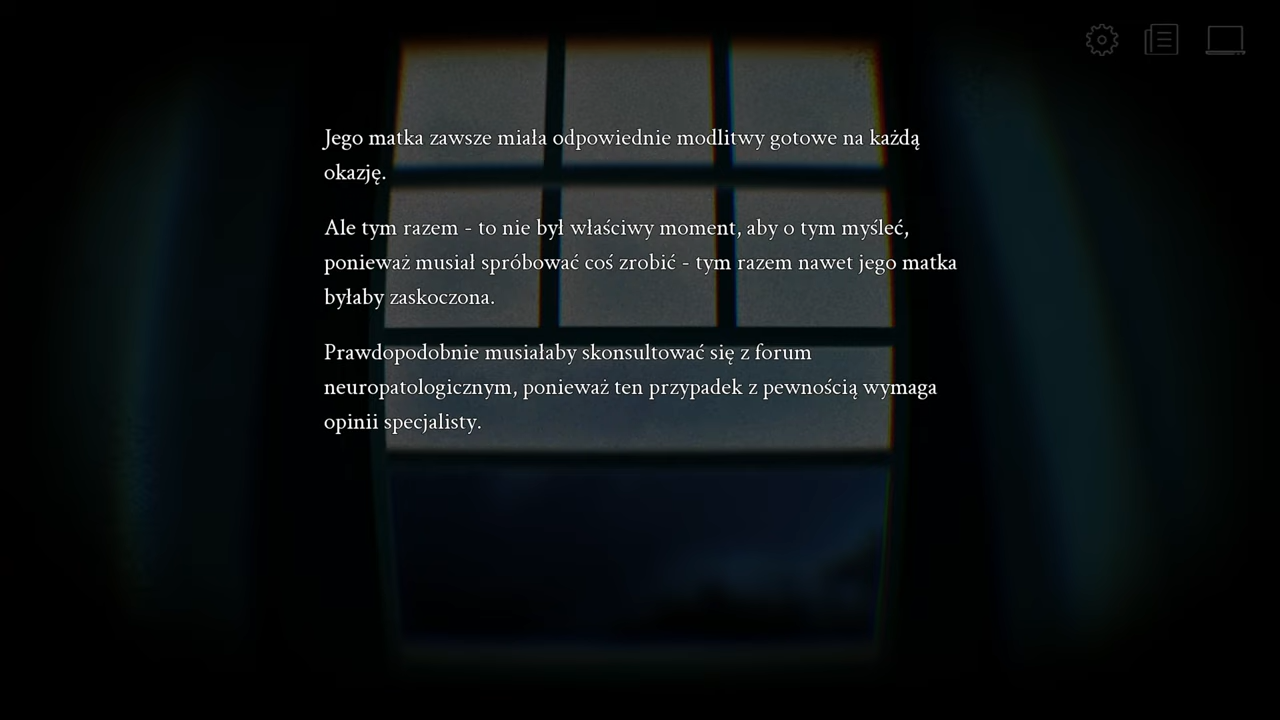 Jego matka zawsze miała odpowiednie modlitwy gotowe na każdą
okazję.
Ale tym razem - to nie był właściwy moment, aby o tym myśleć,
ponieważ musiał spróbować coś zrobić - tym razem nawet jego matka
byłaby zaskoczona.
Prawdopodobnie musiałaby skonsultować się z forum
neuropatologicznym, ponieważ ten przypadek z pewnością wymaga
opinii specjalisty.